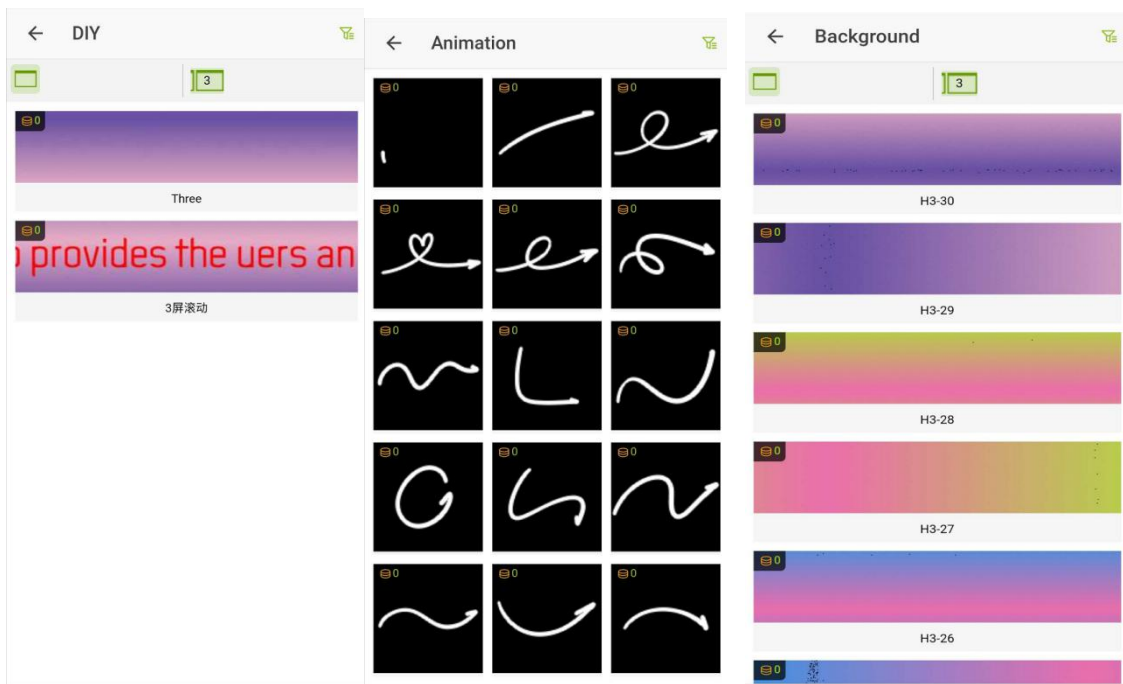 DIY
3
0
Three
0
provides the uers an
3屏滚动
Animation
0 0 0
0 0 0
0 0 0
0 0 0
0 0 0
Background
3
0
H3-30
0
H3-29
0
H3-28
0
H3-27
0
H3-26
0